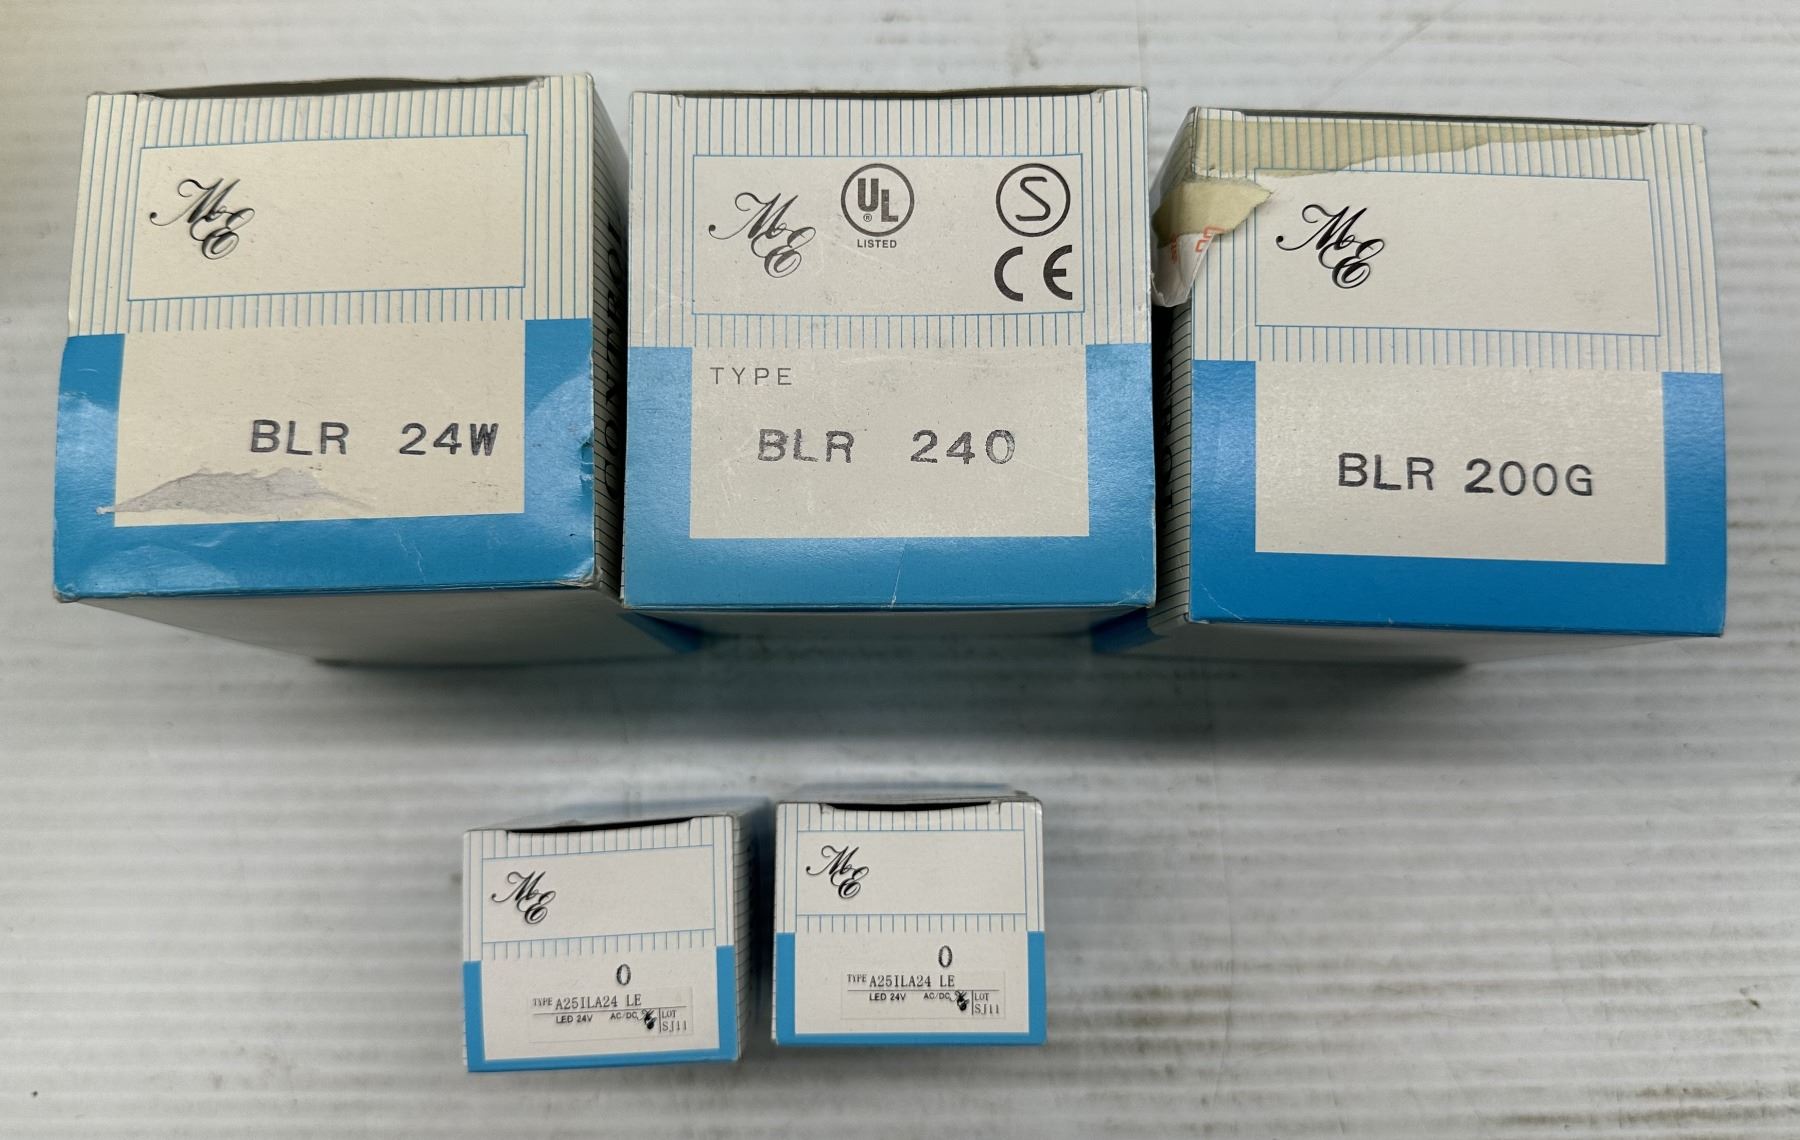 ME
BLR 24W
ME
UL
®
LISTED
S
CE
TYPE
BLR 240
ME
BLR 200G
ME
0
TYPE A25ILA24 LE
LED 24V AC/DC
LOT
SJ11
ME
0
TYPE A25ILA24 LE
LED 24V AC/DC
LOT
SJ11